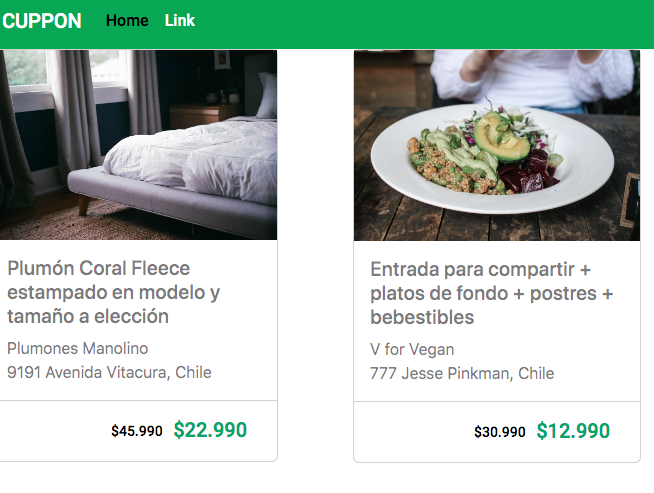 CUPPON Home Link
Plumón Coral Fleece
estampado en modelo y
tamaño a elección
Plumones Manolino
9191 Avenida Vitacura, Chile
$45.990 $22.990
Entrada para compartir +
platos de fondo + postres +
bebestibles
V for Vegan
777 Jesse Pinkman, Chile
$30.990 $12.990